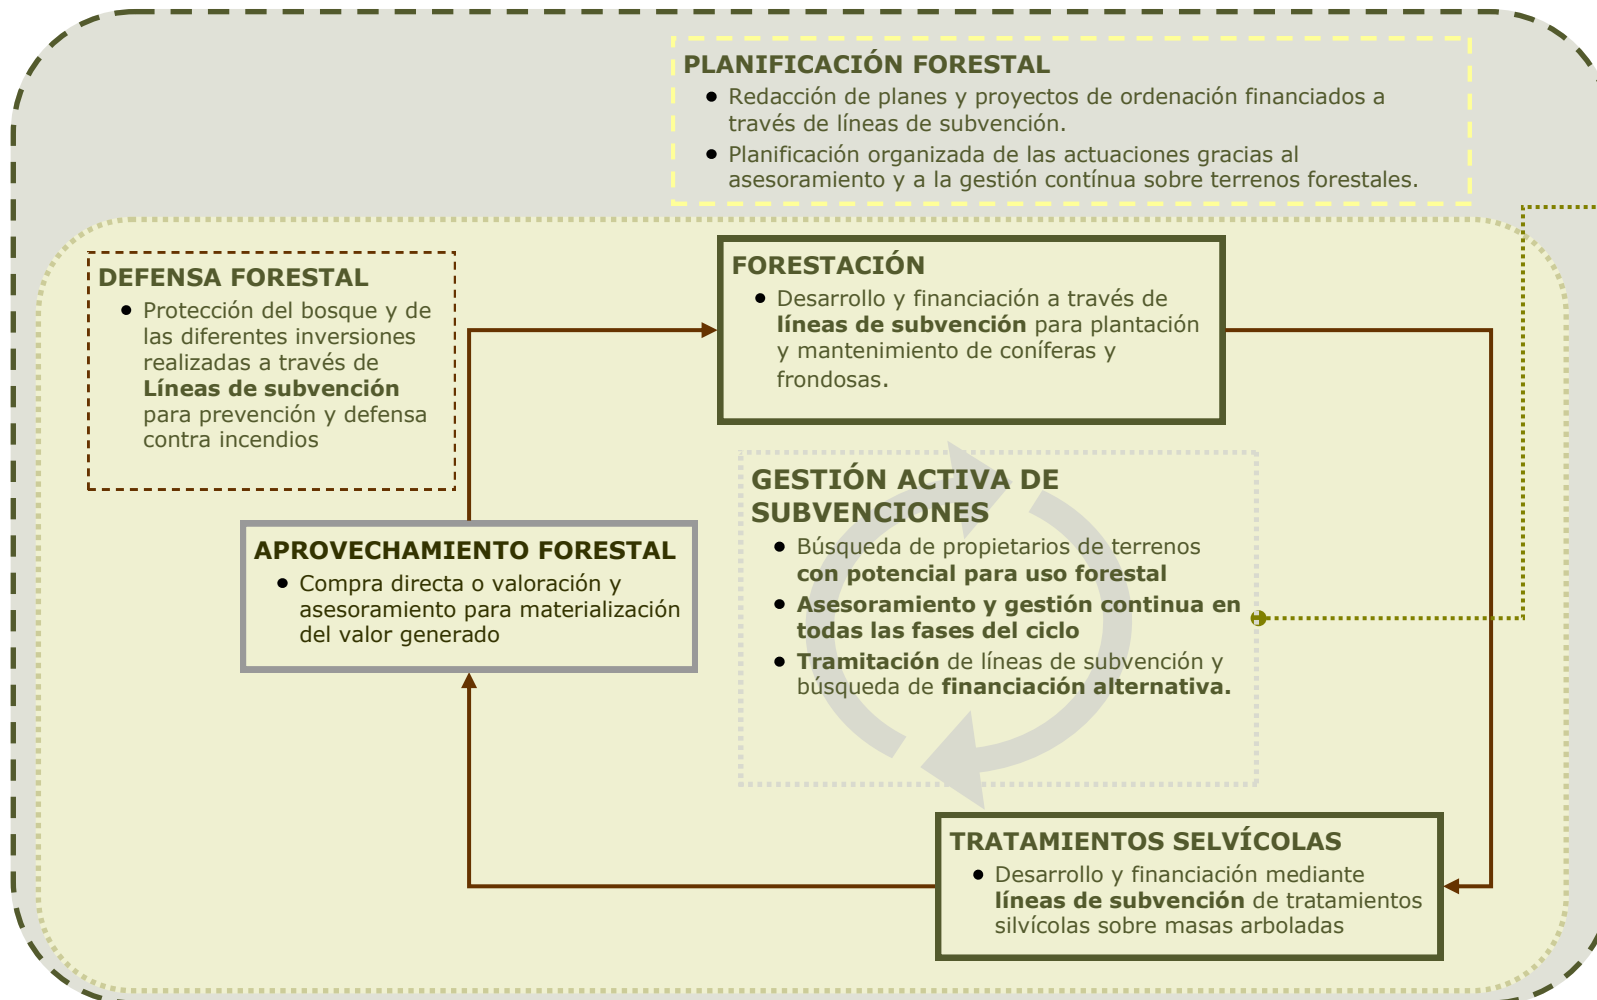 PLANIFICACIÓN FORESTAL
• Redacción de planes y proyectos de ordenación financiados a
través de líneas de subvención.
• Planificación organizada de las actuaciones gracias al
asesoramiento y a la gestión contínua sobre terrenos forestales.
DEFENSA FORESTAL
• Protección del bosque y de
las diferentes inversiones
realizadas a través de
Líneas de subvención
para prevención y defensa
contra incendios
FORESTACIÓN
• Desarrollo y financiación a través de
líneas de subvención para plantación
y mantenimiento de coníferas y
frondosas.
GESTIÓN ACTIVA DE
SUBVENCIONES
• Búsqueda de propietarios de terrenos
con potencial para uso forestal
• Asesoramiento y gestión continua en
todas las fases del ciclo
• Tramitación de líneas de subvención y
búsqueda de financiación alternativa.
APROVECHAMIENTO FORESTAL
• Compra directa o valoración y
asesoramiento para materialización
del valor generado
TRATAMIENTOS SELVÍCOLAS
• Desarrollo y financiación mediante
líneas de subvención de tratamientos
silvícolas sobre masas arboladas